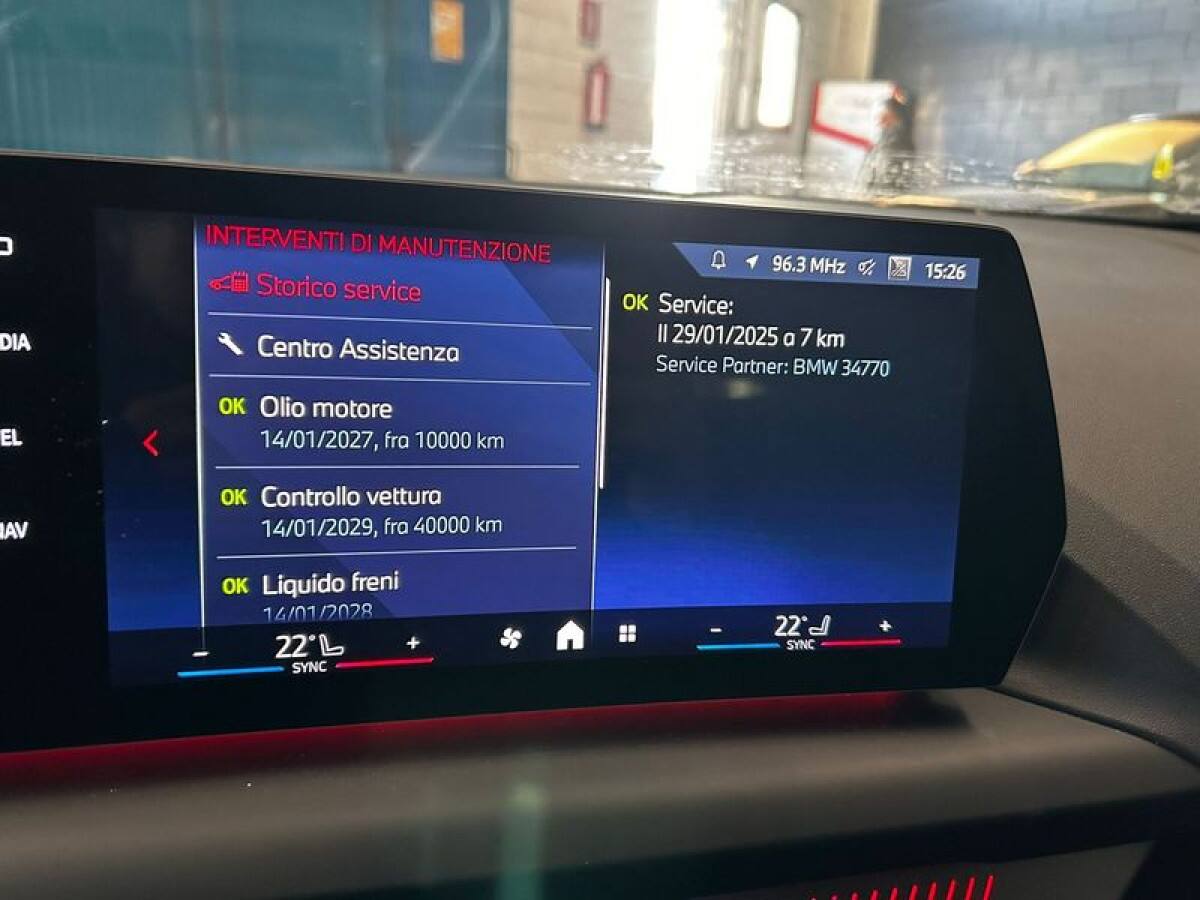 INTERVENTI DI MANUTENZIONE
Storico service
Centro Assistenza
OK Olio motore
14/01/2027, fra 10000 km
OK Controllo vettura
14/01/2029, fra 40000 km
OK Liquido freni
14/01/2028
96.3 MHz 15:26
OK Service:
Il 29/01/2025 a 7 km
Service Partner: BMW 34770
DIA
EL
NAV
- 22° +
SYNC
- 22° +
SYNC